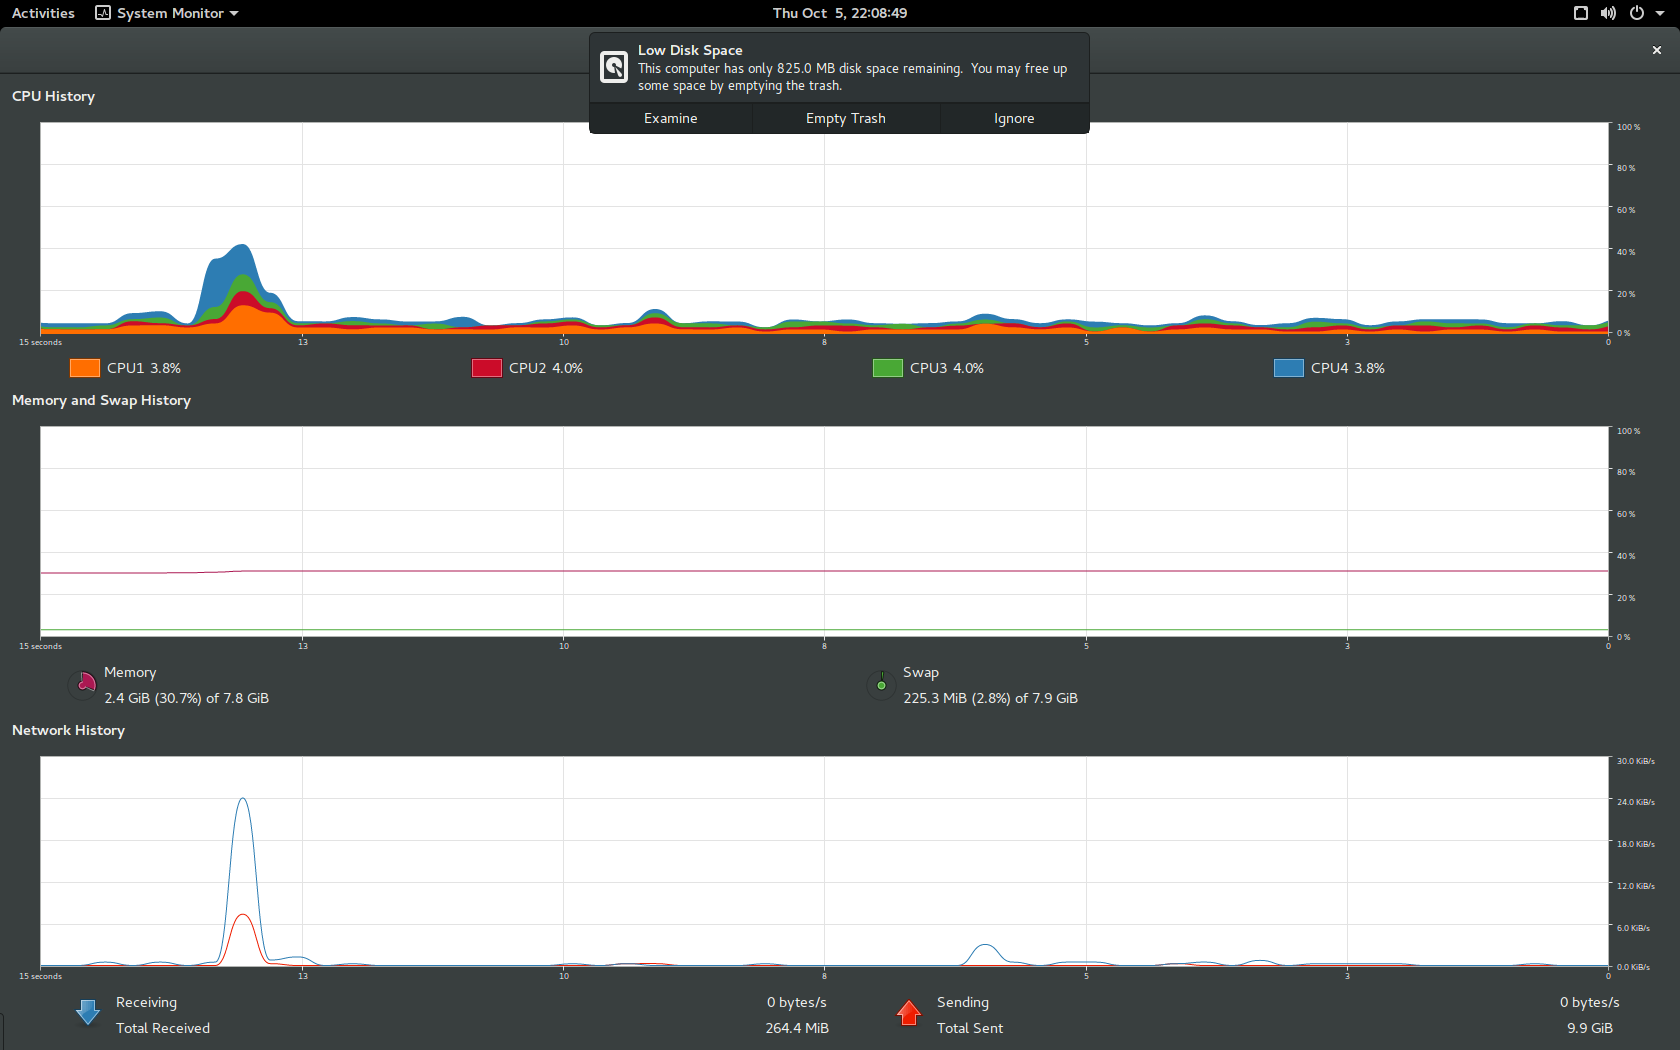 Activities System Monitor Thu Oct 5, 22:08:49
Low Disk Space
This computer has only 825.0 MB disk space remaining. You may free up
some space by emptying the trash.
Examine Empty Trash Ignore
CPU History
100 %
80 %
60 %
40 %
20 %
0 %
15 seconds 13 10 8 5 3 0
CPU1 3.8% CPU2 4.0% CPU3 4.0% CPU4 3.8%
Memory and Swap History
100 %
80 %
60 %
40 %
20 %
0 %
15 seconds 13 10 8 5 3 0
Memory Swap
2.4 GiB (30.7%) of 7.8 GiB 225.3 MiB (2.8%) of 7.9 GiB
Network History
30.0 KiB/s
24.0 KiB/s
18.0 KiB/s
12.0 KiB/s
6.0 KiB/s
0.0 KiB/s
15 seconds 13 10 8 5 3 0
Receiving 0 bytes/s Sending 0 bytes/s
Total Received 264.4 MiB Total Sent 9.9 GiB